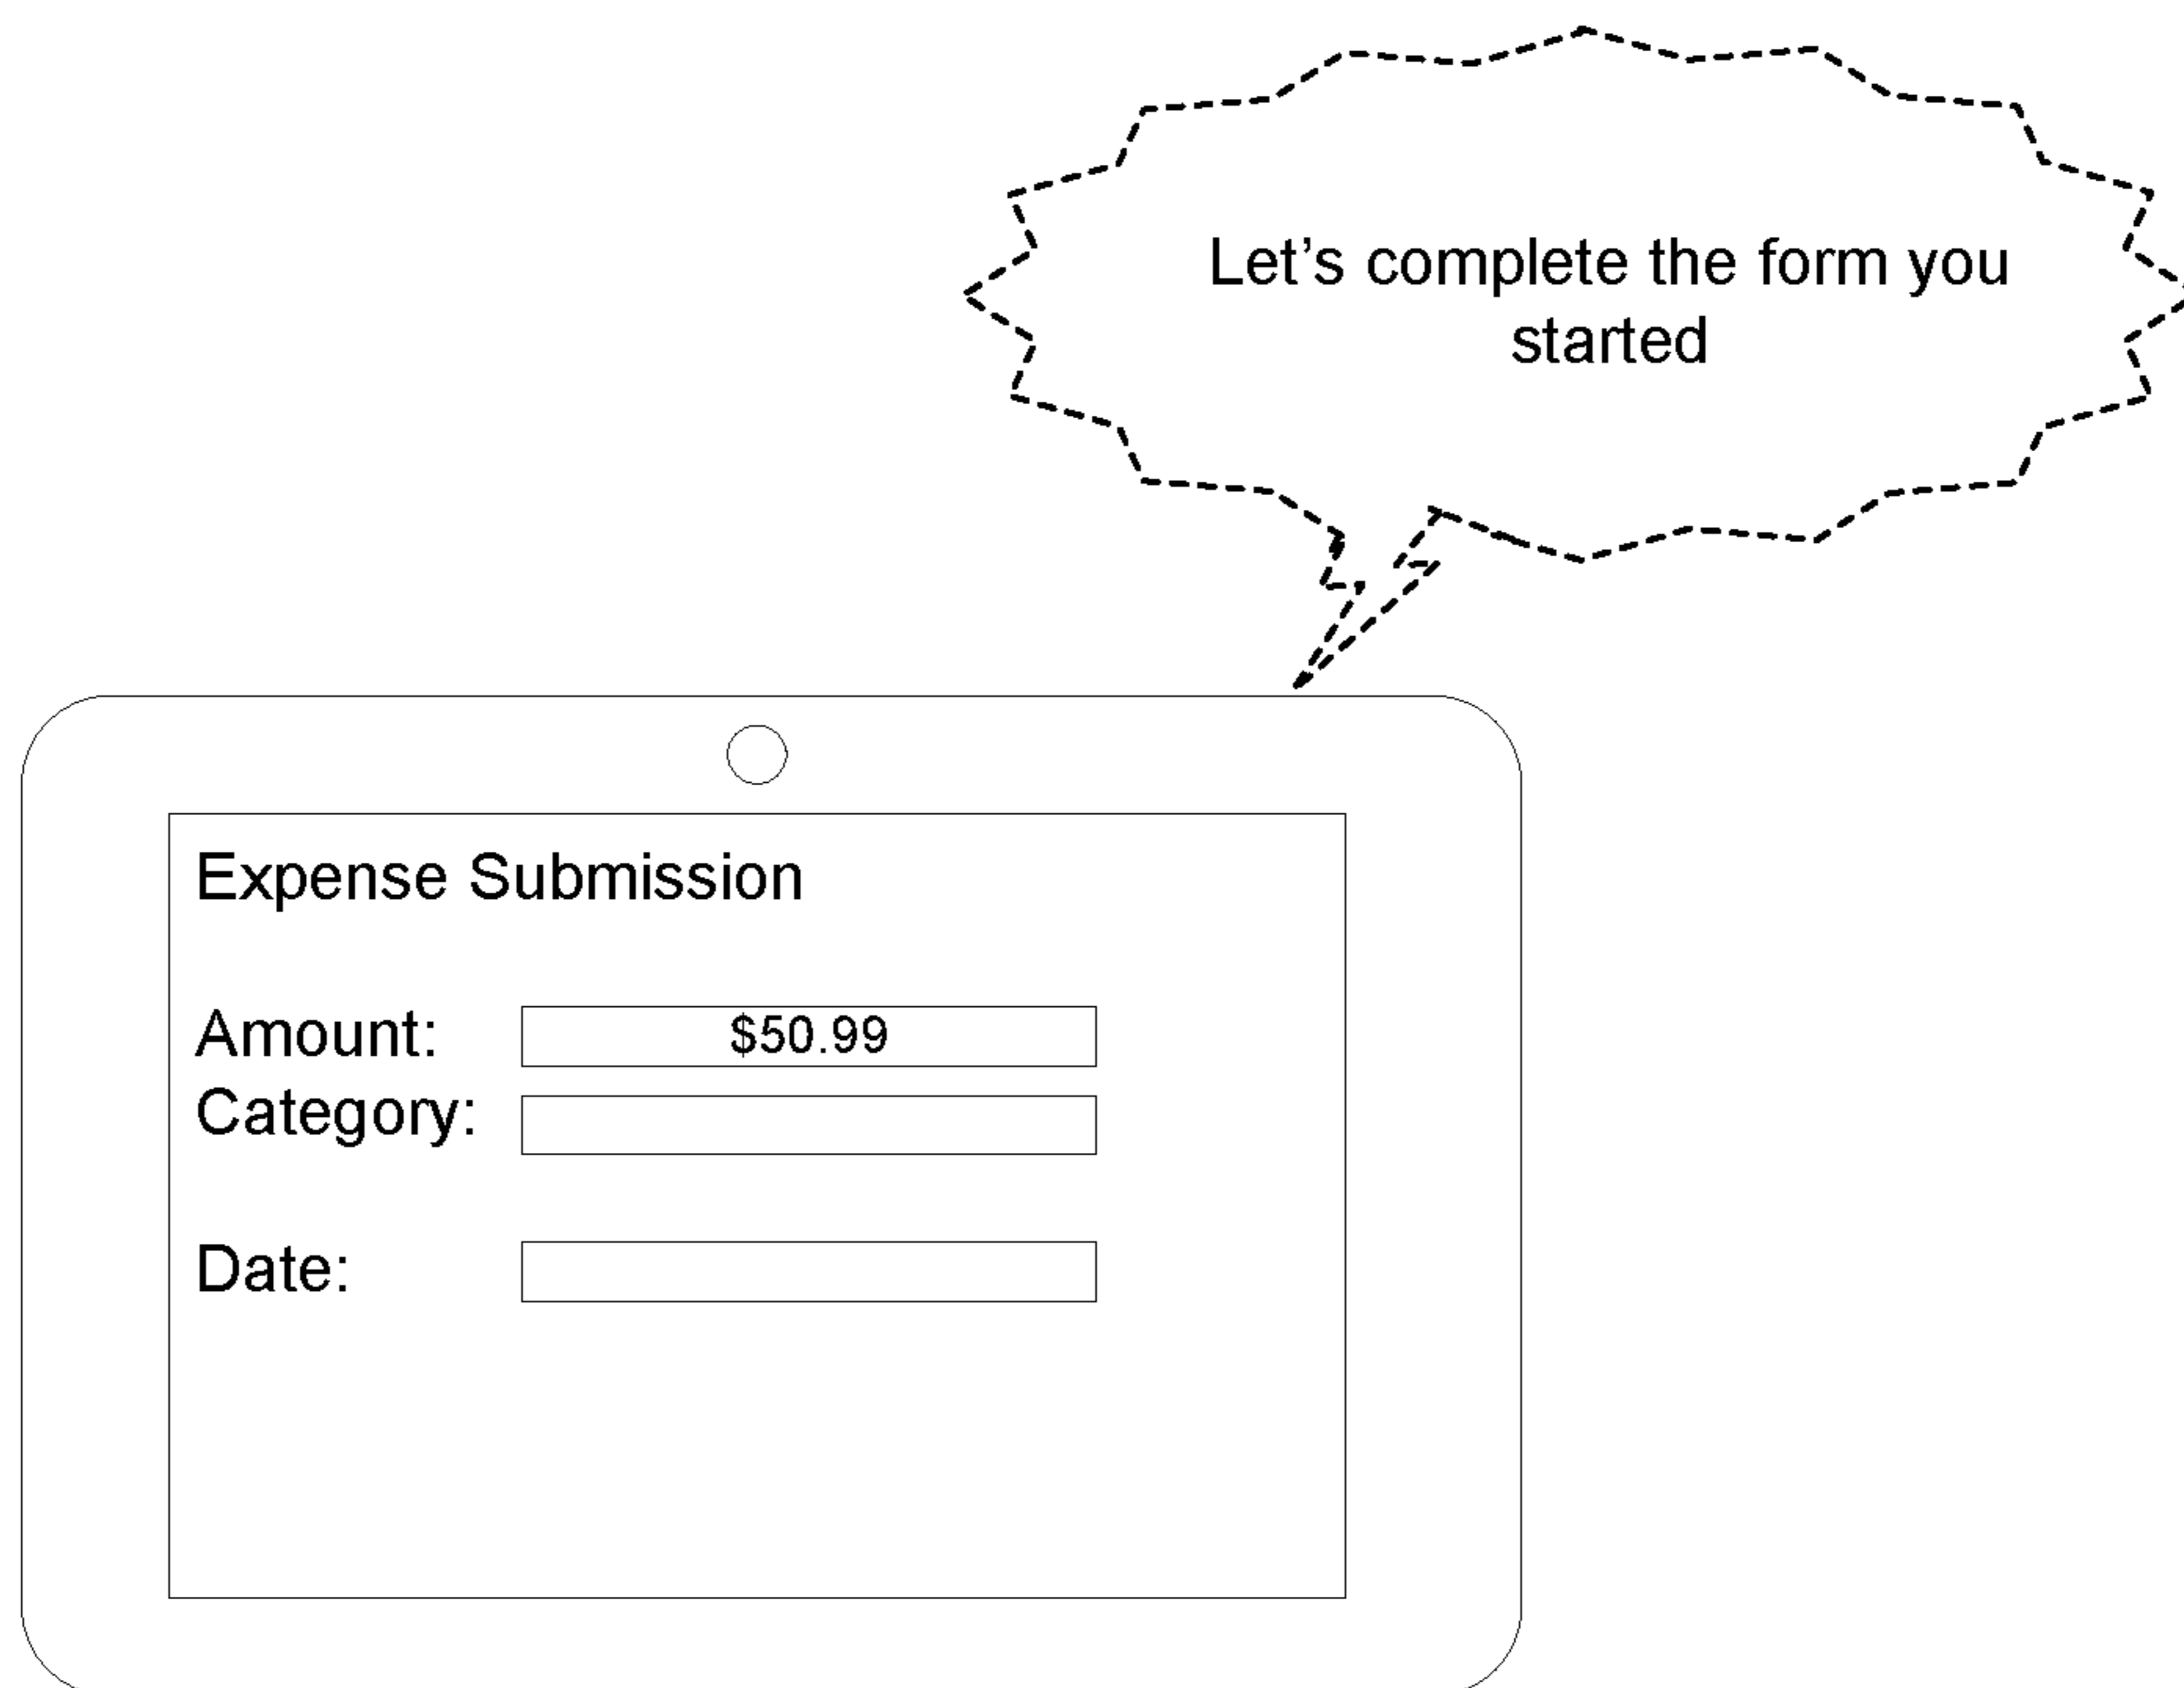 Let’s complete the form you
started
Expense Submission
Amount: $50.99
Category:
Date: